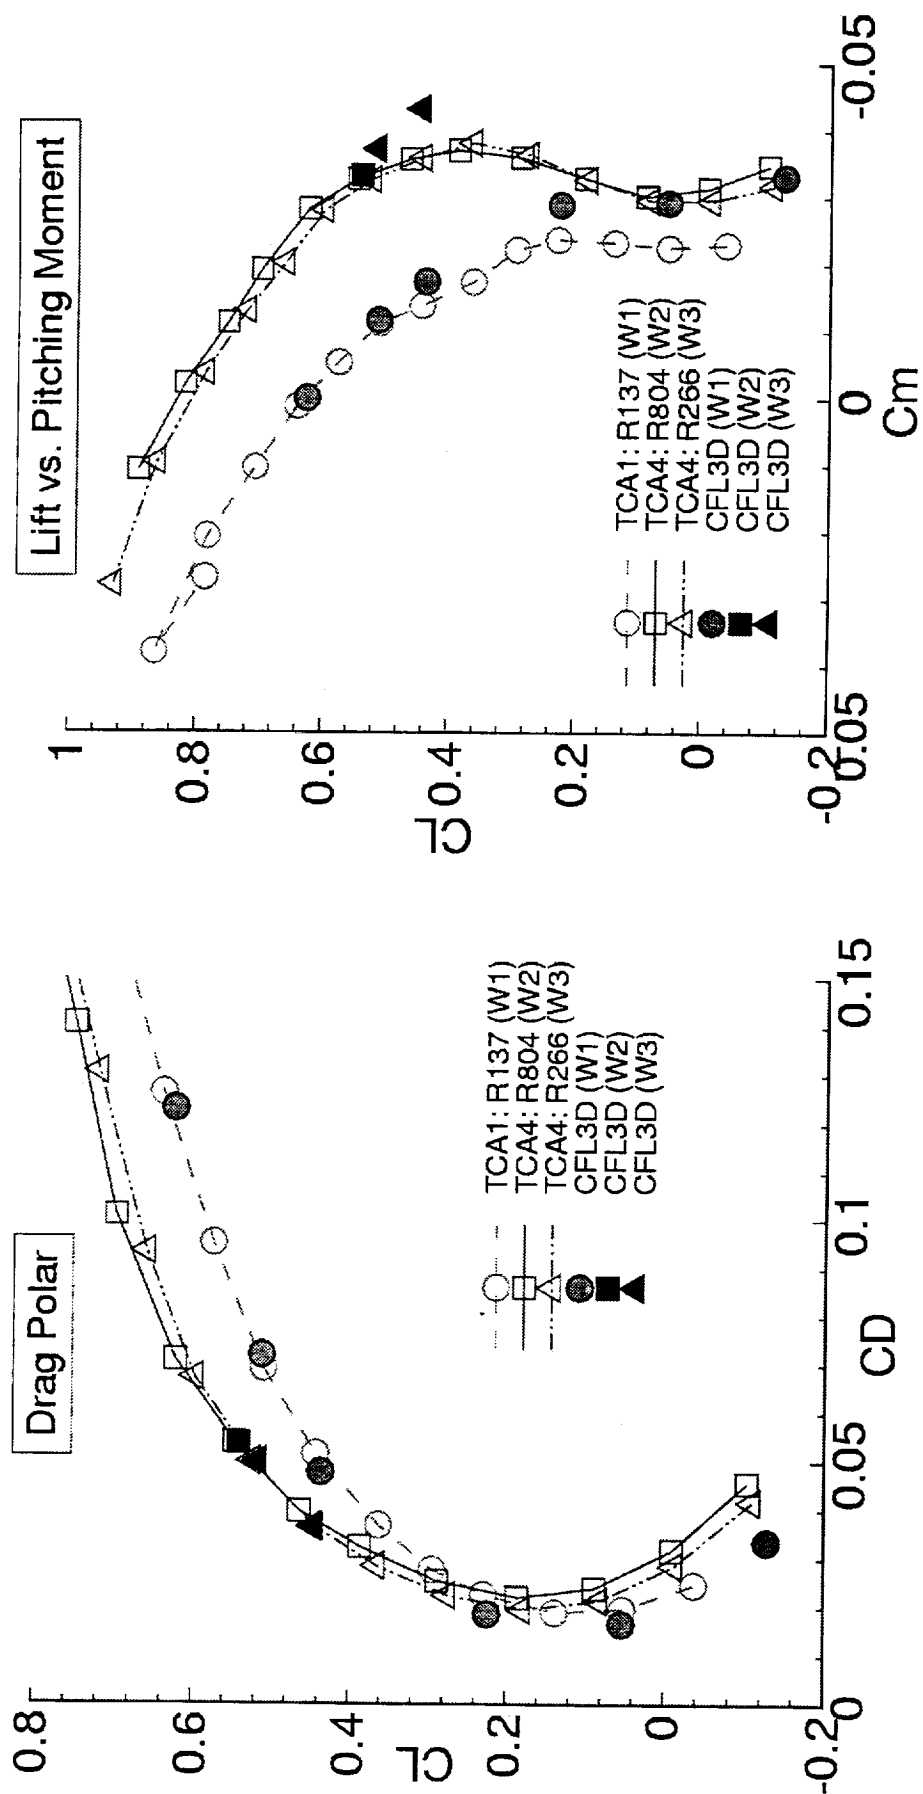 Drag Polar
0.8
0.6
0.4
0.2
0
-0.2
CL
0
0.05
0.1
0.15
CD
TCA1: R137 (W1)
TCA4: R804 (W2)
TCA4: R266 (W3)
CFL3D (W1)
CFL3D (W2)
CFL3D (W3)
Lift vs. Pitching Moment
1
0.8
0.6
0.4
0.2
0
-0.2
CL
0.05
0
-0.05
Cm
TCA1: R137 (W1)
TCA4: R804 (W2)
TCA4: R266 (W3)
CFL3D (W1)
CFL3D (W2)
CFL3D (W3)